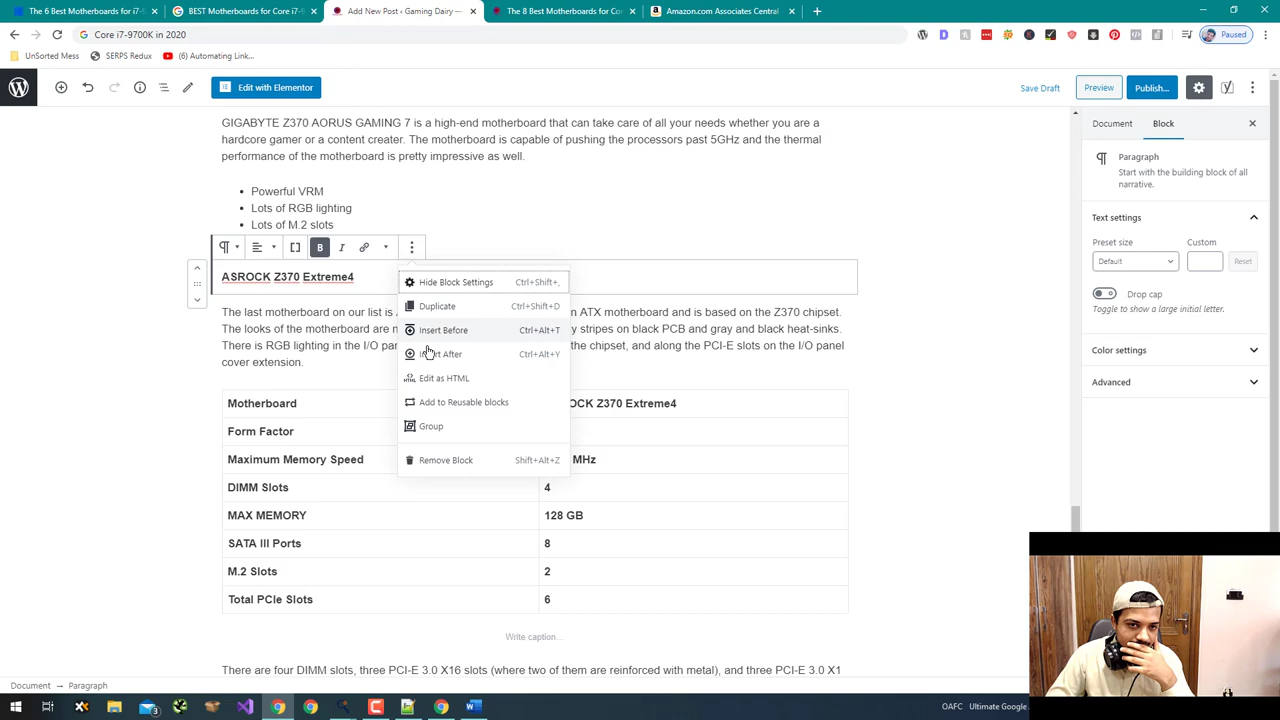 The 6 Best Motherboards for i7-9
BEST Motherboards for Core i7-
Add New Post ‹ Gaming Dairy —
The 8 Best Motherboards for Co
Amazon.com Associates Central
Core i7-9700K in 2020
Paused
UnSorted Mess
SERPS Redux
(6) Automating Link...
Edit with Elementor
Save Draft
Preview
Publish...
GIGABYTE Z370 AORUS GAMING 7 is a high-end motherboard that can take care of all your needs whether you are a
hardcore gamer or a content creator. The motherboard is capable of pushing the processors past 5GHz and the thermal
performance of the motherboard is pretty impressive as well.
Powerful VRM
Lots of RGB lighting
Lots of M.2 slots
B I
ASROCK Z370 Extreme4
Hide Block Settings Ctrl+Shift+,
Duplicate Ctrl+Shift+D
Insert Before Ctrl+Alt+T
Insert After Ctrl+Alt+Y
Edit as HTML
Add to Reusable blocks
Group
Remove Block Shift+Alt+Z
The last motherboard on our list is n ATX motherboard and is based on the Z370 chipset.
The looks of the motherboard are y stripes on black PCB and gray and black heat-sinks.
There is RGB lighting in the I/O pan the chipset, and along the PCI-E slots on the I/O panel
cover extension.
Motherboard OCK Z370 Extreme4
Form Factor
Maximum Memory Speed MHz
DIMM Slots 4
MAX MEMORY 128 GB
SATA III Ports 8
M.2 Slots 2
Total PCIe Slots 6
Write caption...
There are four DIMM slots, three PCI-E 3.0 X16 slots (where two of them are reinforced with metal), and three PCI-E 3.0 X1
Document → Paragraph
Document
Block
Paragraph
Start with the building block of all
narrative.
Text settings
Preset size Custom
Default Reset
Drop cap
Toggle to show a large initial letter.
Color settings
Advanced
OAFC Ultimate Google